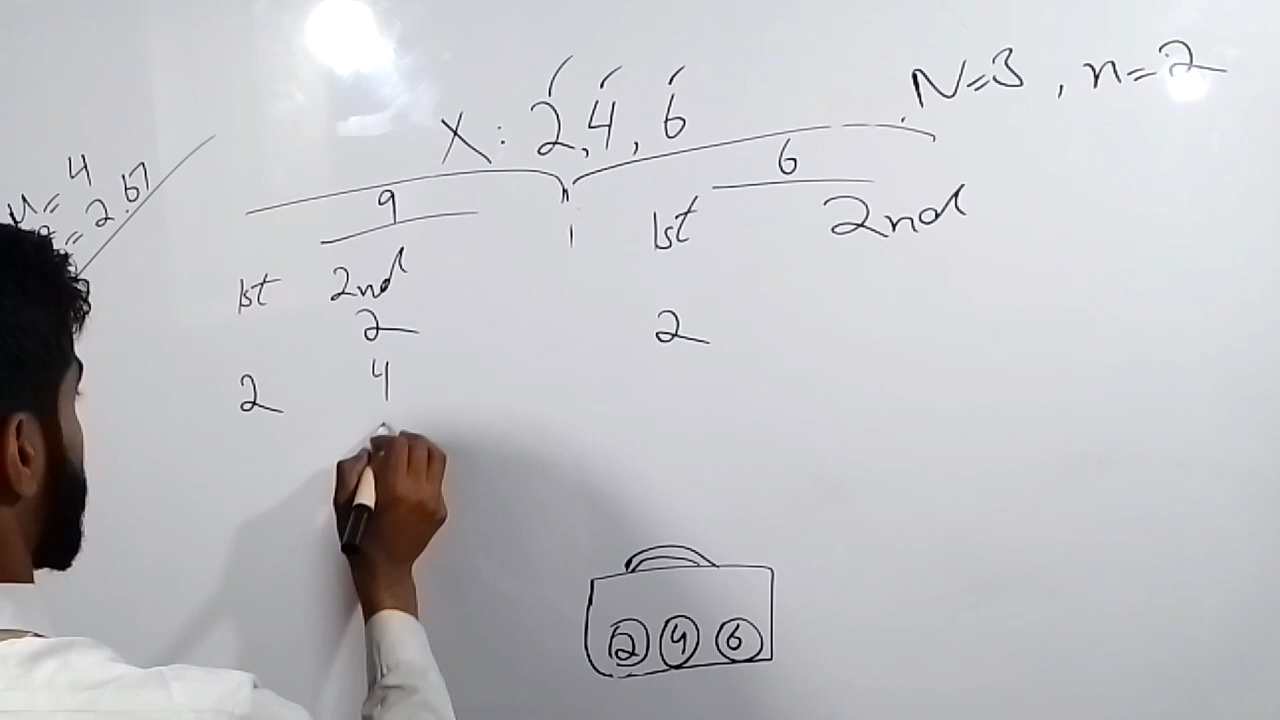 X: 2, 4, 6
N=3, n=2
μ= 4
= 2.67
9
6
1st 2nd
1st 2nd
2
2
4
2
2 4 6